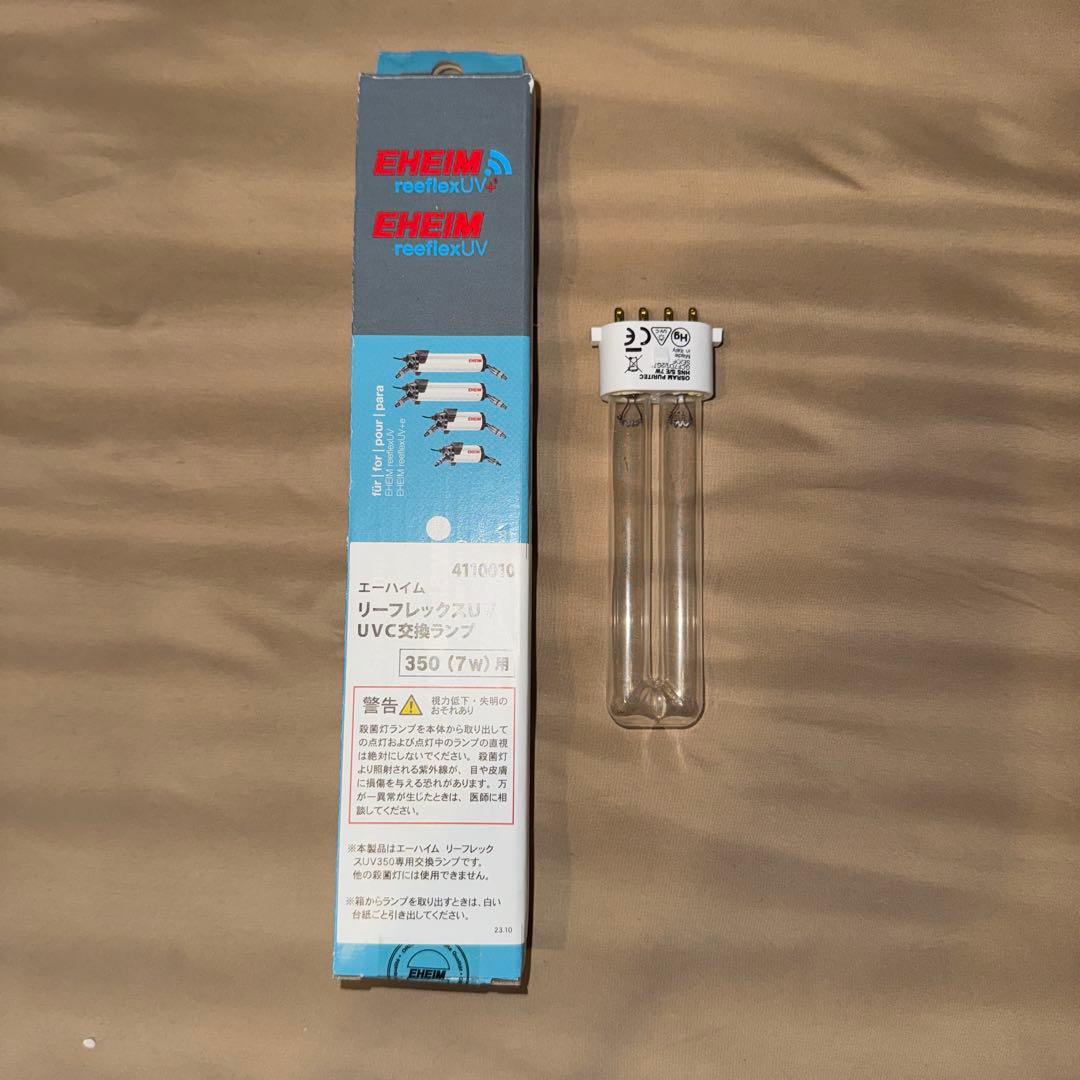 EHEIM
reeflexUV+e
EHEIM
reeflexUV
EHEIM
EHEIM
EHEIM
EHEIM
für | for | pour | para
EHEIM reeflexUV
EHEIM reeflexUV+e
4110010
エーハイム
リーフレックスUV
UVC交換ランプ
350 (7w) 用
警告
視力低下・失明の
おそれあり
殺菌灯ランプを本体から取り出して
の点灯および点灯中のランプの直視
は絶対にしないでください。殺菌灯
より照射される紫外線が、目や皮膚
に損傷を与える恐れがあります。万
が一異常が生じたときは、医師に相
談してください。
※本製品はエーハイム リーフレック
スUV350専用交換ランプです。
他の殺菌灯には使用できません。
※箱からランプを取り出すときは、白い
台紙ごと引き出してください。
23.10
EHEIM
OSRAM PURITEC
HNS S/E 7W
Made
in Italy
CE
UV-C
Hg